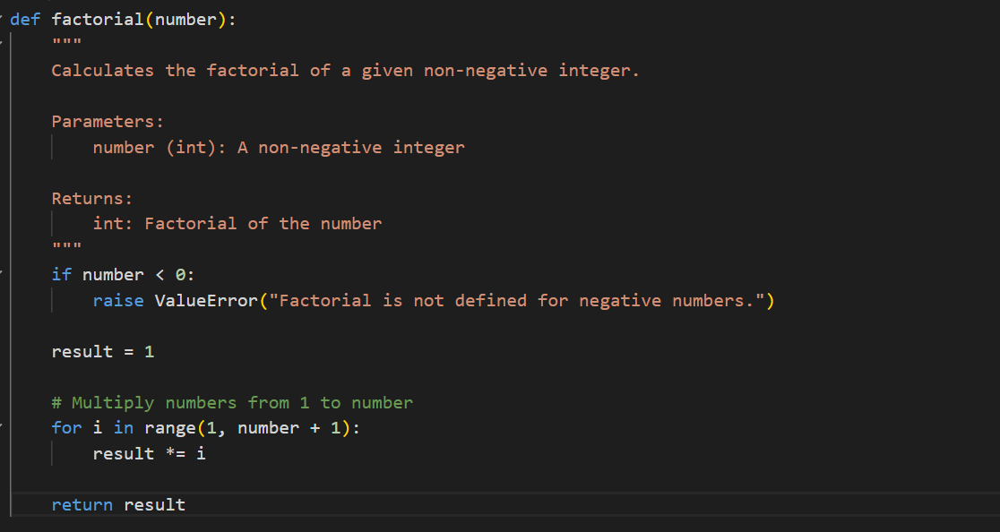 def factorial(number):
    """
    Calculates the factorial of a given non-negative integer.

    Parameters:
        number (int): A non-negative integer

    Returns:
        int: Factorial of the number
    """
    if number < 0:
        raise ValueError("Factorial is not defined for negative numbers.")

    result = 1

    # Multiply numbers from 1 to number
    for i in range(1, number + 1):
        result *= i

    return result